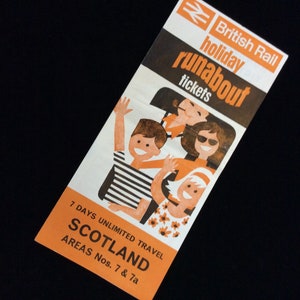 British Rail
holiday
runabout
tickets
7 DAYS UNLIMITED TRAVEL
SCOTLAND
AREAS Nos. 7 & 7a